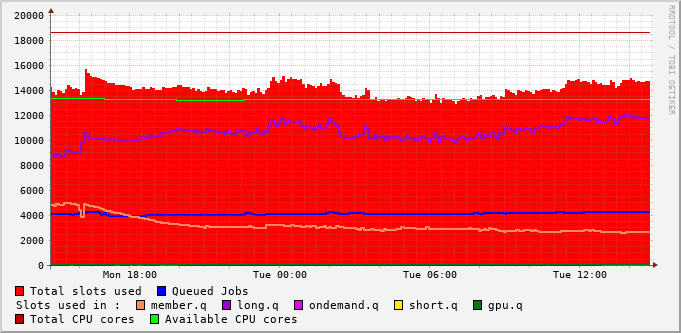 20000
18000
16000
14000
12000
10000
8000
6000
4000
2000
0
Mon 18:00 Tue 00:00 Tue 06:00 Tue 12:00
Total slots used Queued Jobs
Slots used in : member.q long.q ondemand.q short.q gpu.q
Total CPU cores Available CPU cores
RRDTOOL / TOBI OETIKER